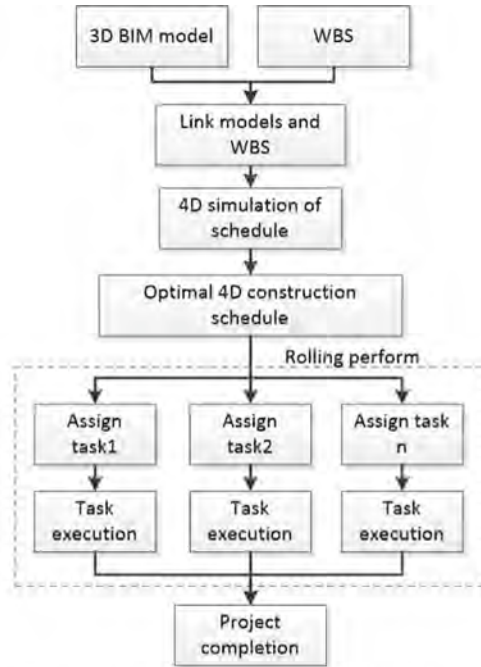 3D BIM model
WBS
Link models and
WBS
4D simulation of
schedule
Optimal 4D construction
schedule
Rolling perform
Assign
task1
Assign
task2
Assign task
n
Task
execution
Task
execution
Task
execution
Project
completion